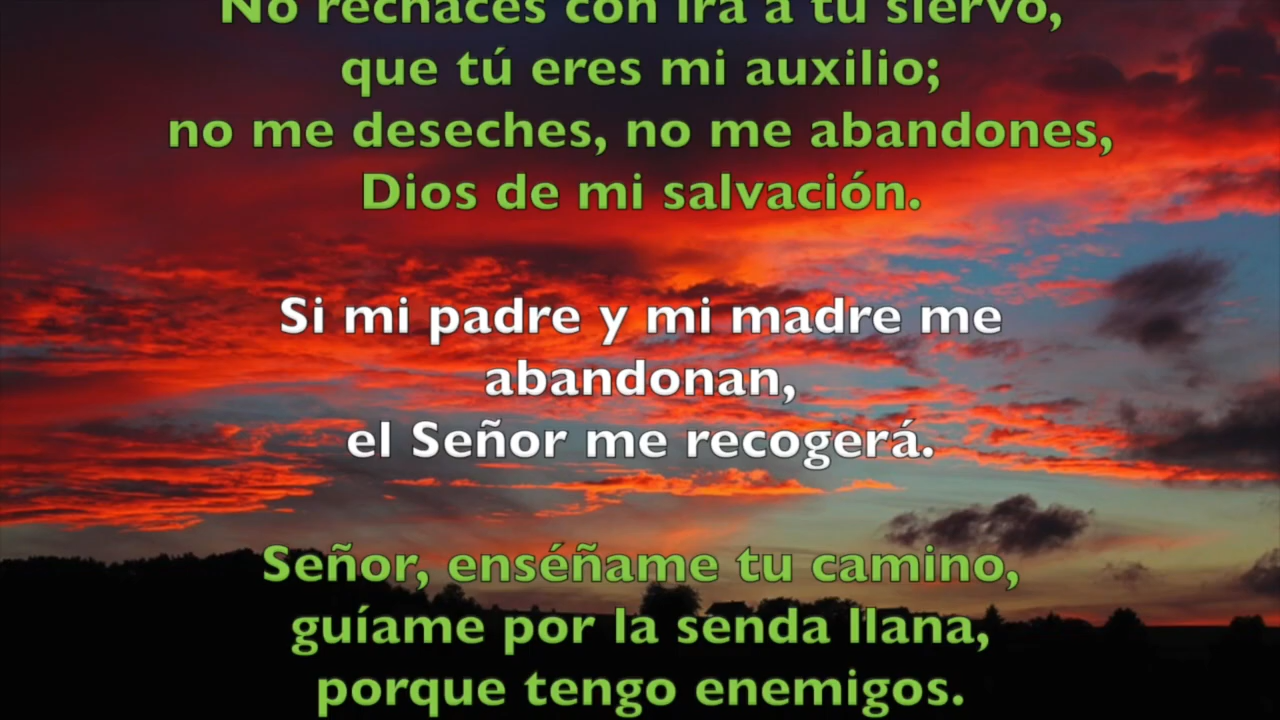 No rechaces con ira a tu siervo,
que tú eres mi auxilio;
no me deseches, no me abandones,
Dios de mi salvación.
Si mi padre y mi madre me
abandonan,
el Señor me recogerá.
Señor, enséñame tu camino,
guíame por la senda llana,
porque tengo enemigos.